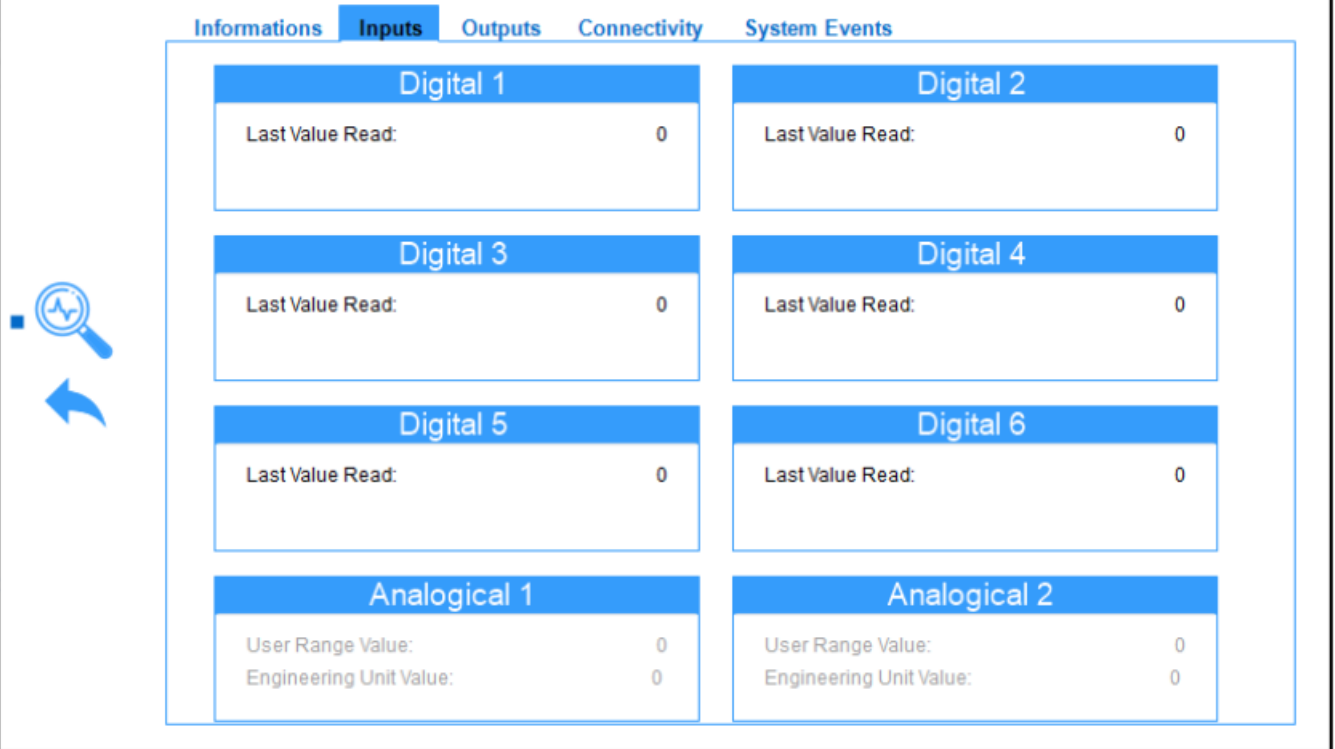 Informations Inputs Outputs Connectivity System Events
Digital 1
Last Value Read: 0
Digital 2
Last Value Read: 0
Digital 3
Last Value Read: 0
Digital 4
Last Value Read: 0
Digital 5
Last Value Read: 0
Digital 6
Last Value Read: 0
Analogical 1
User Range Value: 0
Engineering Unit Value: 0
Analogical 2
User Range Value: 0
Engineering Unit Value: 0